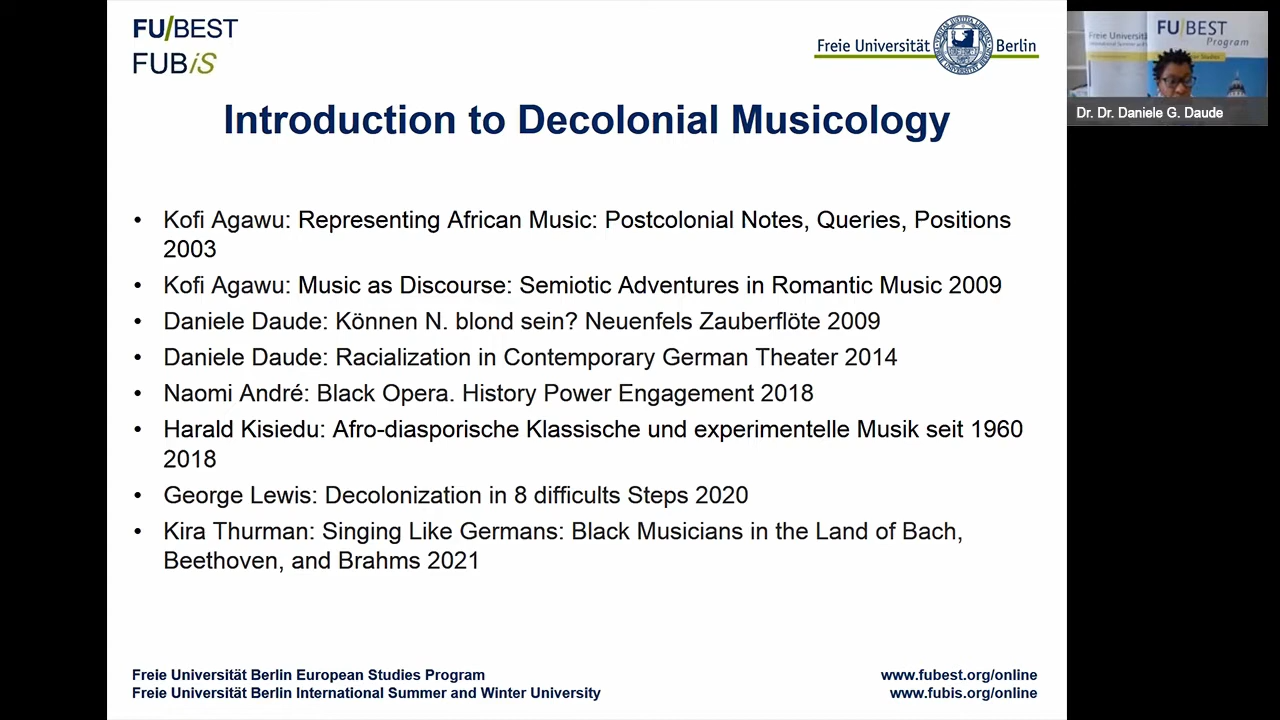 FU/BEST
FUBiS
Freie Universität Berlin
FU/BEST
Program
Freie Universitä
Dr. Dr. Daniele G. Daude
Introduction to Decolonial Musicology
• Kofi Agawu: Representing African Music: Postcolonial Notes, Queries, Positions
2003
• Kofi Agawu: Music as Discourse: Semiotic Adventures in Romantic Music 2009
• Daniele Daude: Können N. blond sein? Neuenfels Zauberflöte 2009
• Daniele Daude: Racialization in Contemporary German Theater 2014
• Naomi André: Black Opera. History Power Engagement 2018
• Harald Kisiedu: Afro-diasporische Klassische und experimentelle Musik seit 1960
2018
• George Lewis: Decolonization in 8 difficults Steps 2020
• Kira Thurman: Singing Like Germans: Black Musicians in the Land of Bach,
Beethoven, and Brahms 2021
Freie Universität Berlin European Studies Program
Freie Universität Berlin International Summer and Winter University
www.fubest.org/online
www.fubis.org/online